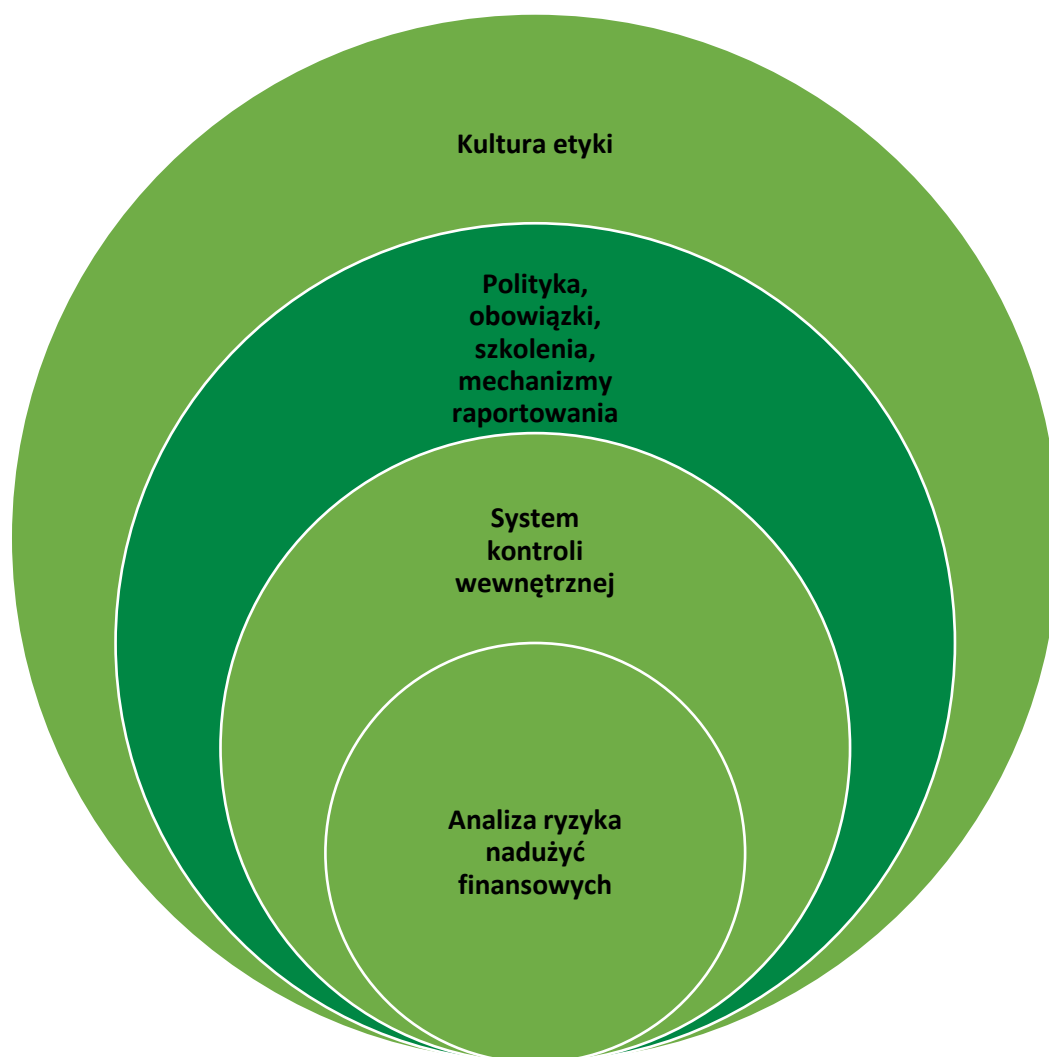 Kultura etyki
Polityka,
obowiązki,
szkolenia,
mechanizmy
raportowania
System
kontroli
wewnętrznej
Analiza ryzyka
nadużyć
finansowych